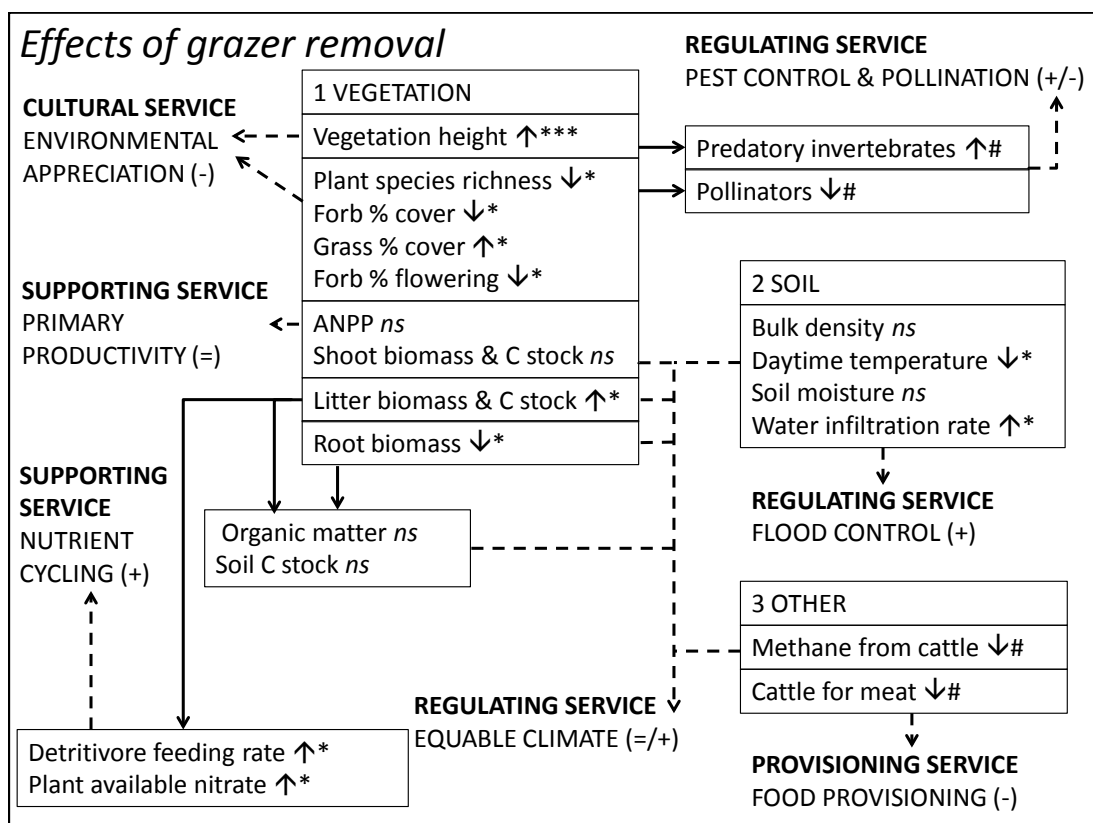 Effects of grazer removal
CULTURAL SERVICE
ENVIRONMENTAL
APPRECIATION (-)
SUPPORTING SERVICE
PRIMARY
PRODUCTIVITY (=)
SUPPORTING
SERVICE
NUTRIENT
CYCLING (+)
1 VEGETATION
Vegetation height ↑***
Plant species richness ↓*
Forb % cover ↓*
Grass % cover ↑*
Forb % flowering ↓*
ANPP ns
Shoot biomass & C stock ns
Litter biomass & C stock ↑*
Root biomass ↓*
Organic matter ns
Soil C stock ns
Detritivore feeding rate ↑*
Plant available nitrate ↑*
REGULATING SERVICE
PEST CONTROL & POLLINATION (+/-)
Predatory invertebrates ↑#
Pollinators ↓#
2 SOIL
Bulk density ns
Daytime temperature ↓*
Soil moisture ns
Water infiltration rate ↑*
REGULATING SERVICE
FLOOD CONTROL (+)
3 OTHER
Methane from cattle ↓#
Cattle for meat ↓#
REGULATING SERVICE
EQUABLE CLIMATE (=/+)
PROVISIONING SERVICE
FOOD PROVISIONING (-)